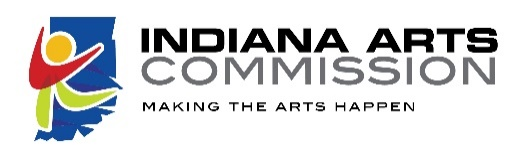 INDIANA ARTS
COMMISSION
MAKING THE ARTS HAPPEN